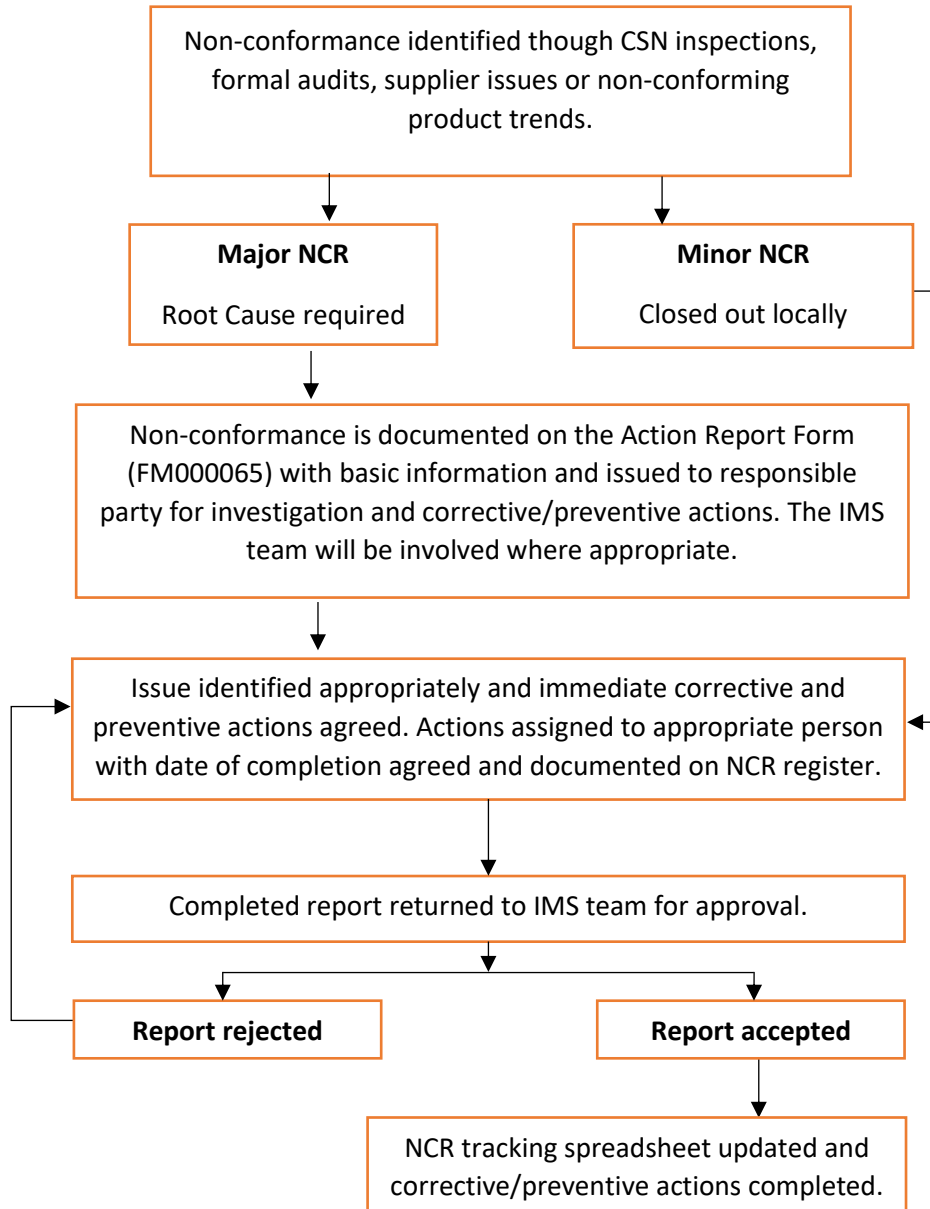 Non-conformance identified though CSN inspections,
formal audits, supplier issues or non-conforming
product trends.
Major NCR
Root Cause required
Minor NCR
Closed out locally
Non-conformance is documented on the Action Report Form
(FM000065) with basic information and issued to responsible
party for investigation and corrective/preventive actions. The IMS
team will be involved where appropriate.
Issue identified appropriately and immediate corrective and
preventive actions agreed. Actions assigned to appropriate person
with date of completion agreed and documented on NCR register.
Completed report returned to IMS team for approval.
Report rejected
Report accepted
NCR tracking spreadsheet updated and
corrective/preventive actions completed.